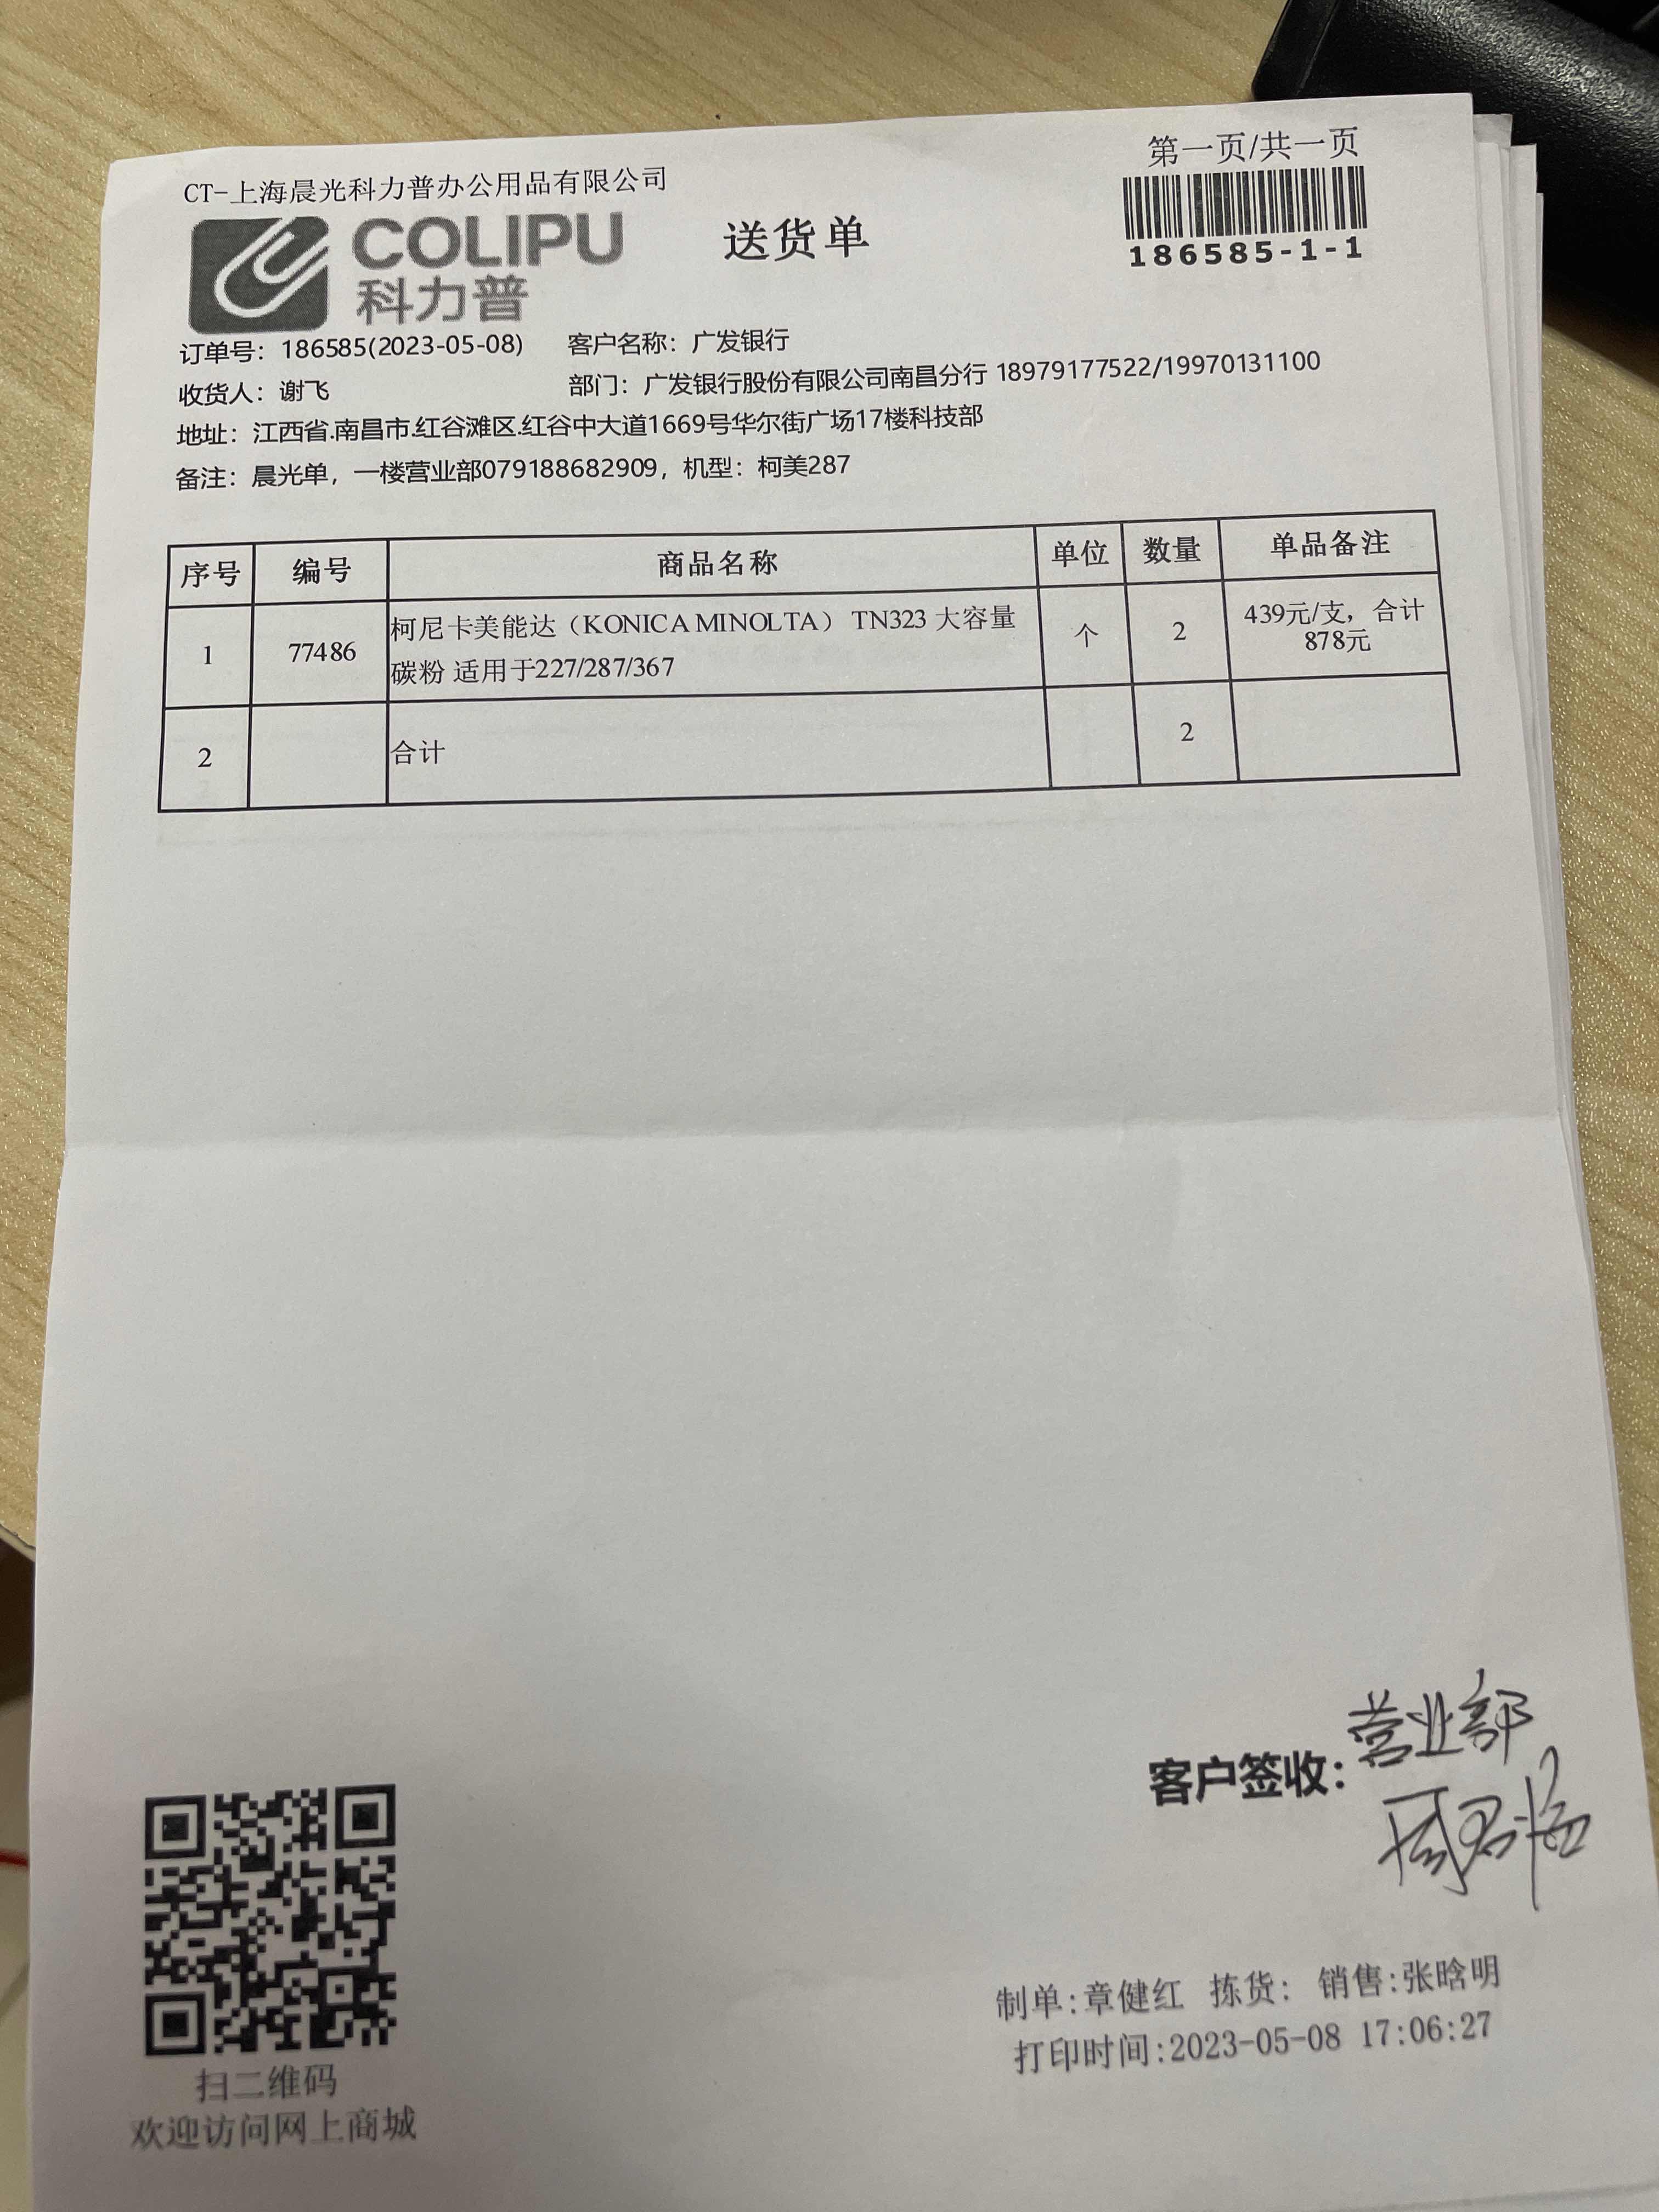 第一页/共一页
CT-上海晨光科力普办公用品有限公司
COLIPU
科力普
送货单
186585-1-1
订单号：186585(2023-05-08) 客户名称：广发银行
收货人：谢飞 部门：广发银行股份有限公司南昌分行 18979177522/19970131100
地址：江西省.南昌市.红谷滩区.红谷中大道1669号华尔街广场17楼科技部
备注：晨光单，一楼营业部079188682909，机型：柯美287
序号 编号 商品名称 单位 数量 单品备注
1 77486 柯尼卡美能达（KONICA MINOLTA） TN323 大容量 个 2 439元/支，合计
碳粉 适用于227/287/367 878元
2 合计 2
客户签收：营业部
制单:章健红 拣货: 销售:张晗明
打印时间:2023-05-08 17:06:27
扫二维码
欢迎访问网上商城